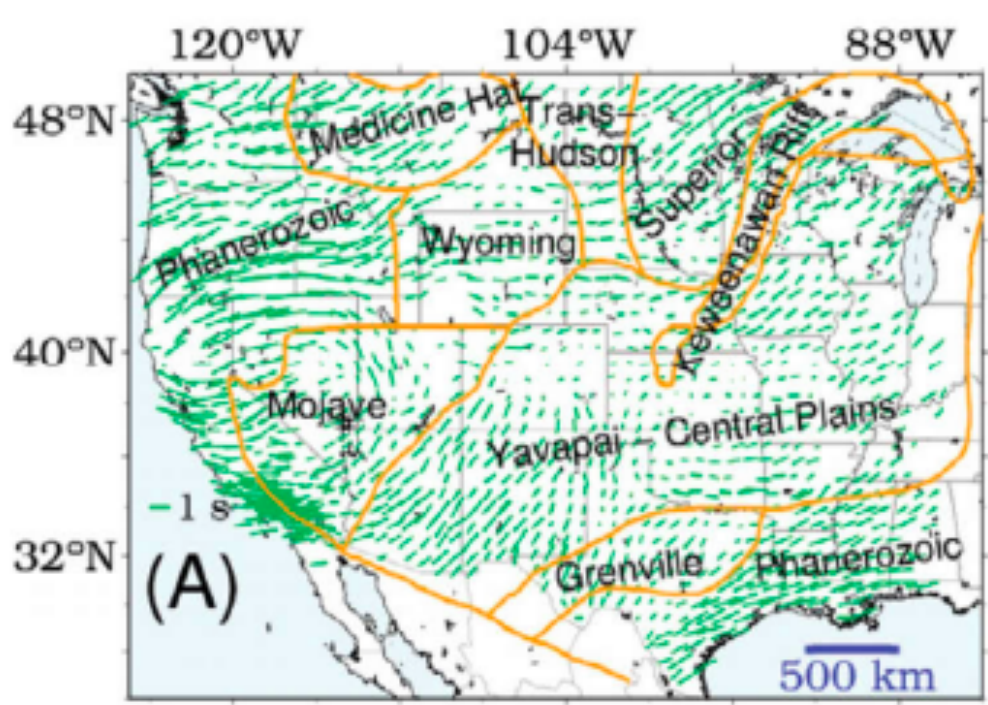 120°W 104°W 88°W
48°N
Medicine Hat
Trans-
Hudson
Superior
Keweenawan Rift
Phanerozoic
Wyoming
40°N
Mojave
Yavapai - Central Plains
1 s
32°N
(A)
Grenville
Phanerozoic
500 km